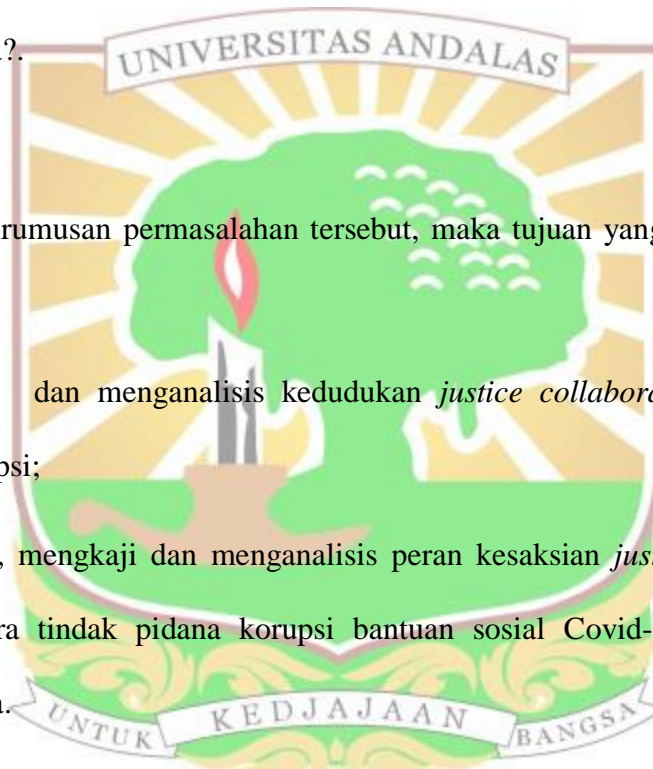 ?.
UNIVERSITAS ANDALAS
rumusan permasalahan tersebut, maka tujuan yang
dan menganalisis kedudukan justice collabora
psi;
, mengkaji dan menganalisis peran kesaksian jus
ra tindak pidana korupsi bantuan sosial Covid-
UNTUK KEDJAJAAN BANGSA